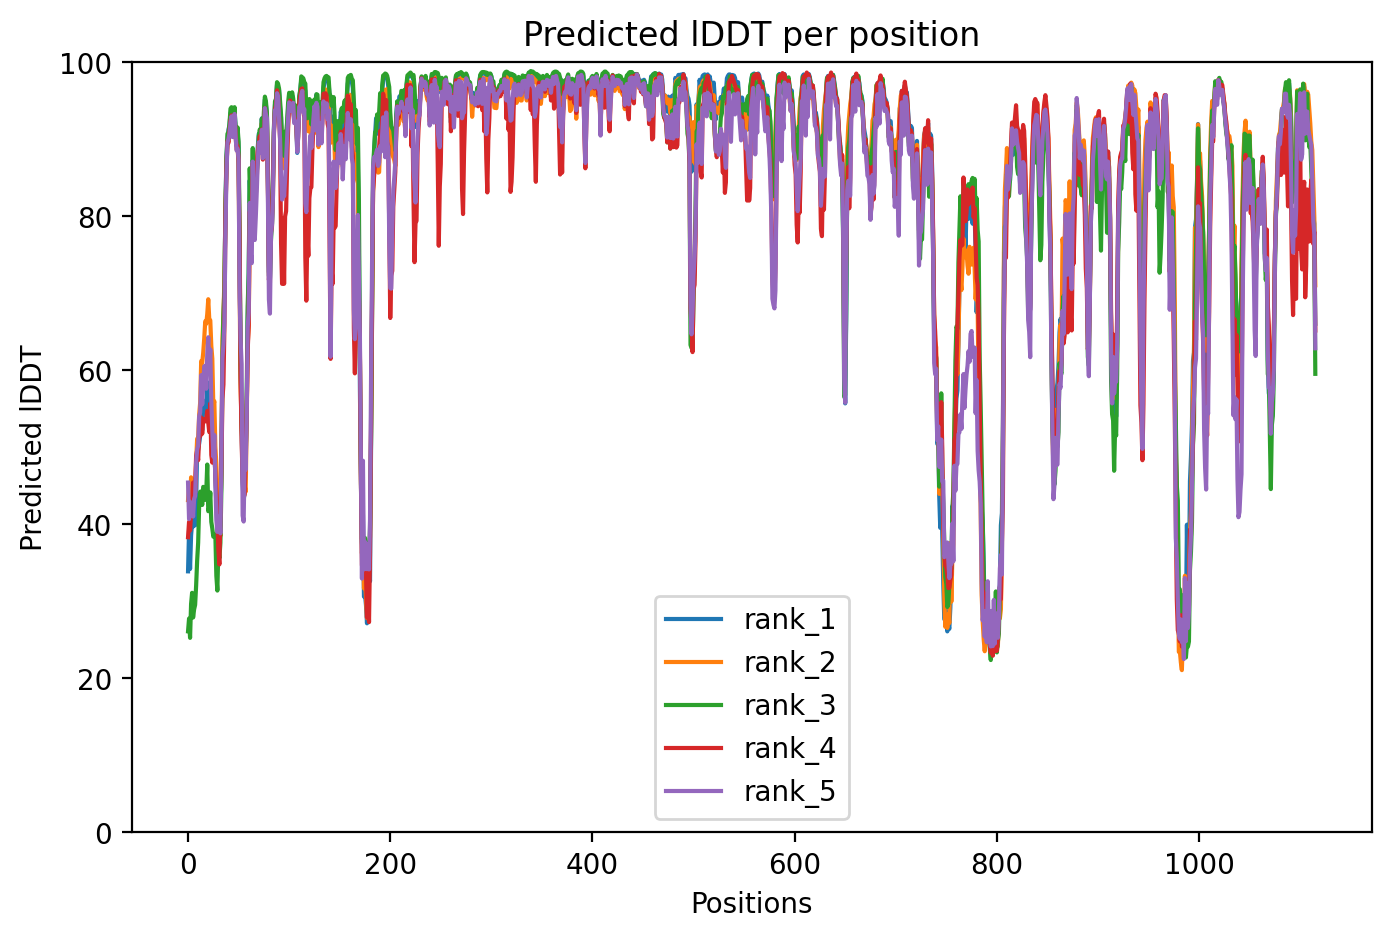 Predicted lDDT per position
100
80
60
40
20
0
Predicted lDDT
0 200 400 600 800 1000
Positions
rank_1
rank_2
rank_3
rank_4
rank_5